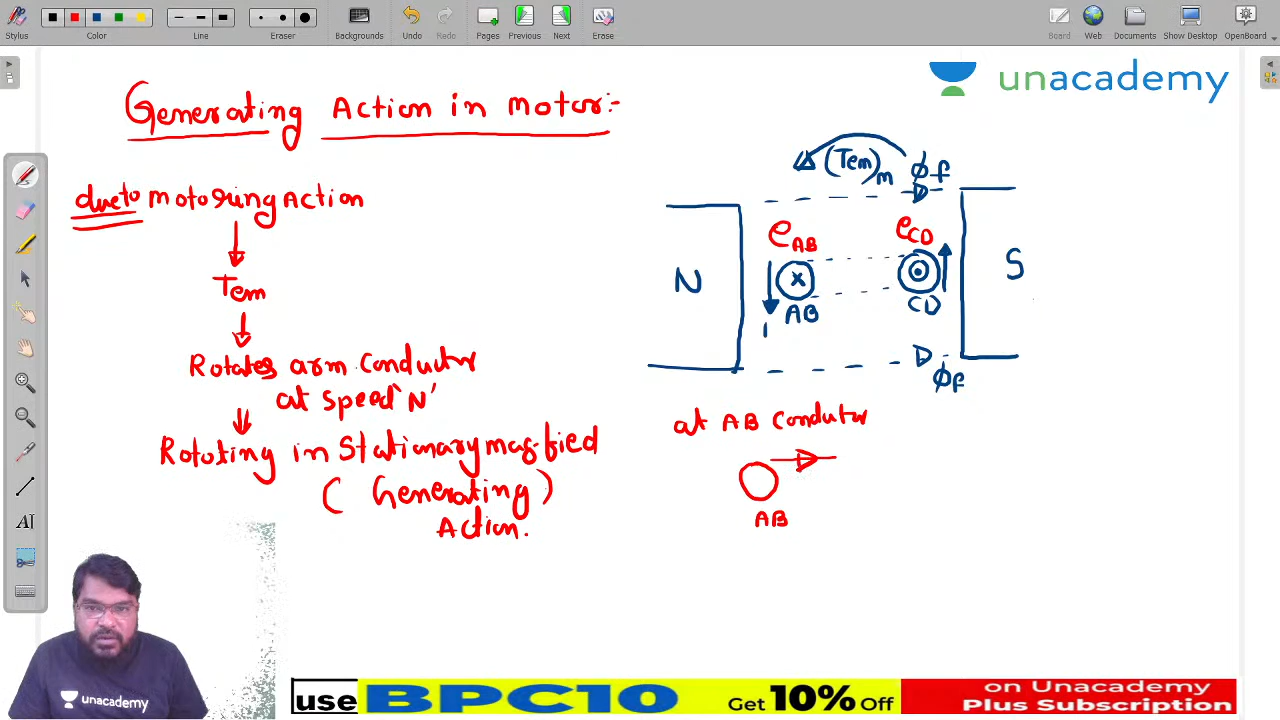 Stylus
Color
Line
Eraser
Backgrounds
Undo
Redo
Pages
Previous
Next
Erase
Board
Web
Documents
Show Desktop
OpenBoard
unacademy
Generating Action in motor:-
due to motoring Action
Tem
Rotates arm conductor
at speed 'N'
Rotating in Stationary mag. field
(Generating)
Action.
(Tem)m
ϕf
eAB
eCD
N
S
AB
CD
ϕf
at AB Conductor
AB
unacademy
use BPC10 Get 10% Off
on Unacademy
Plus Subscription